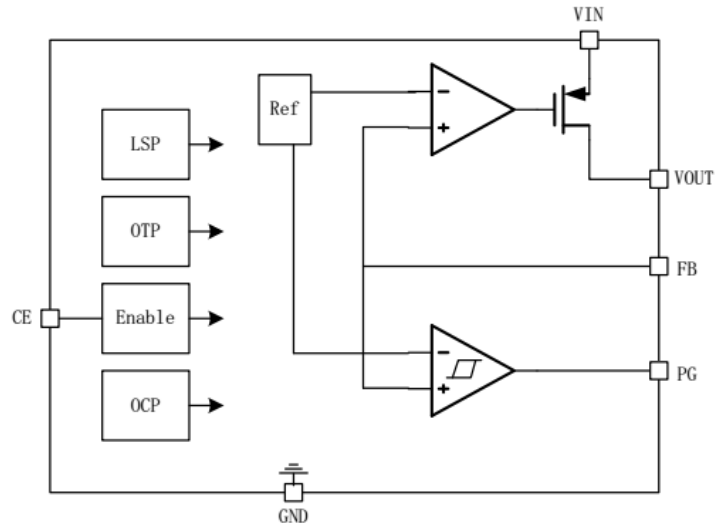 VIN
LSP
Ref
−
+
VOUT
OTP
FB
CE
Enable
−
+
PG
OCP
GND